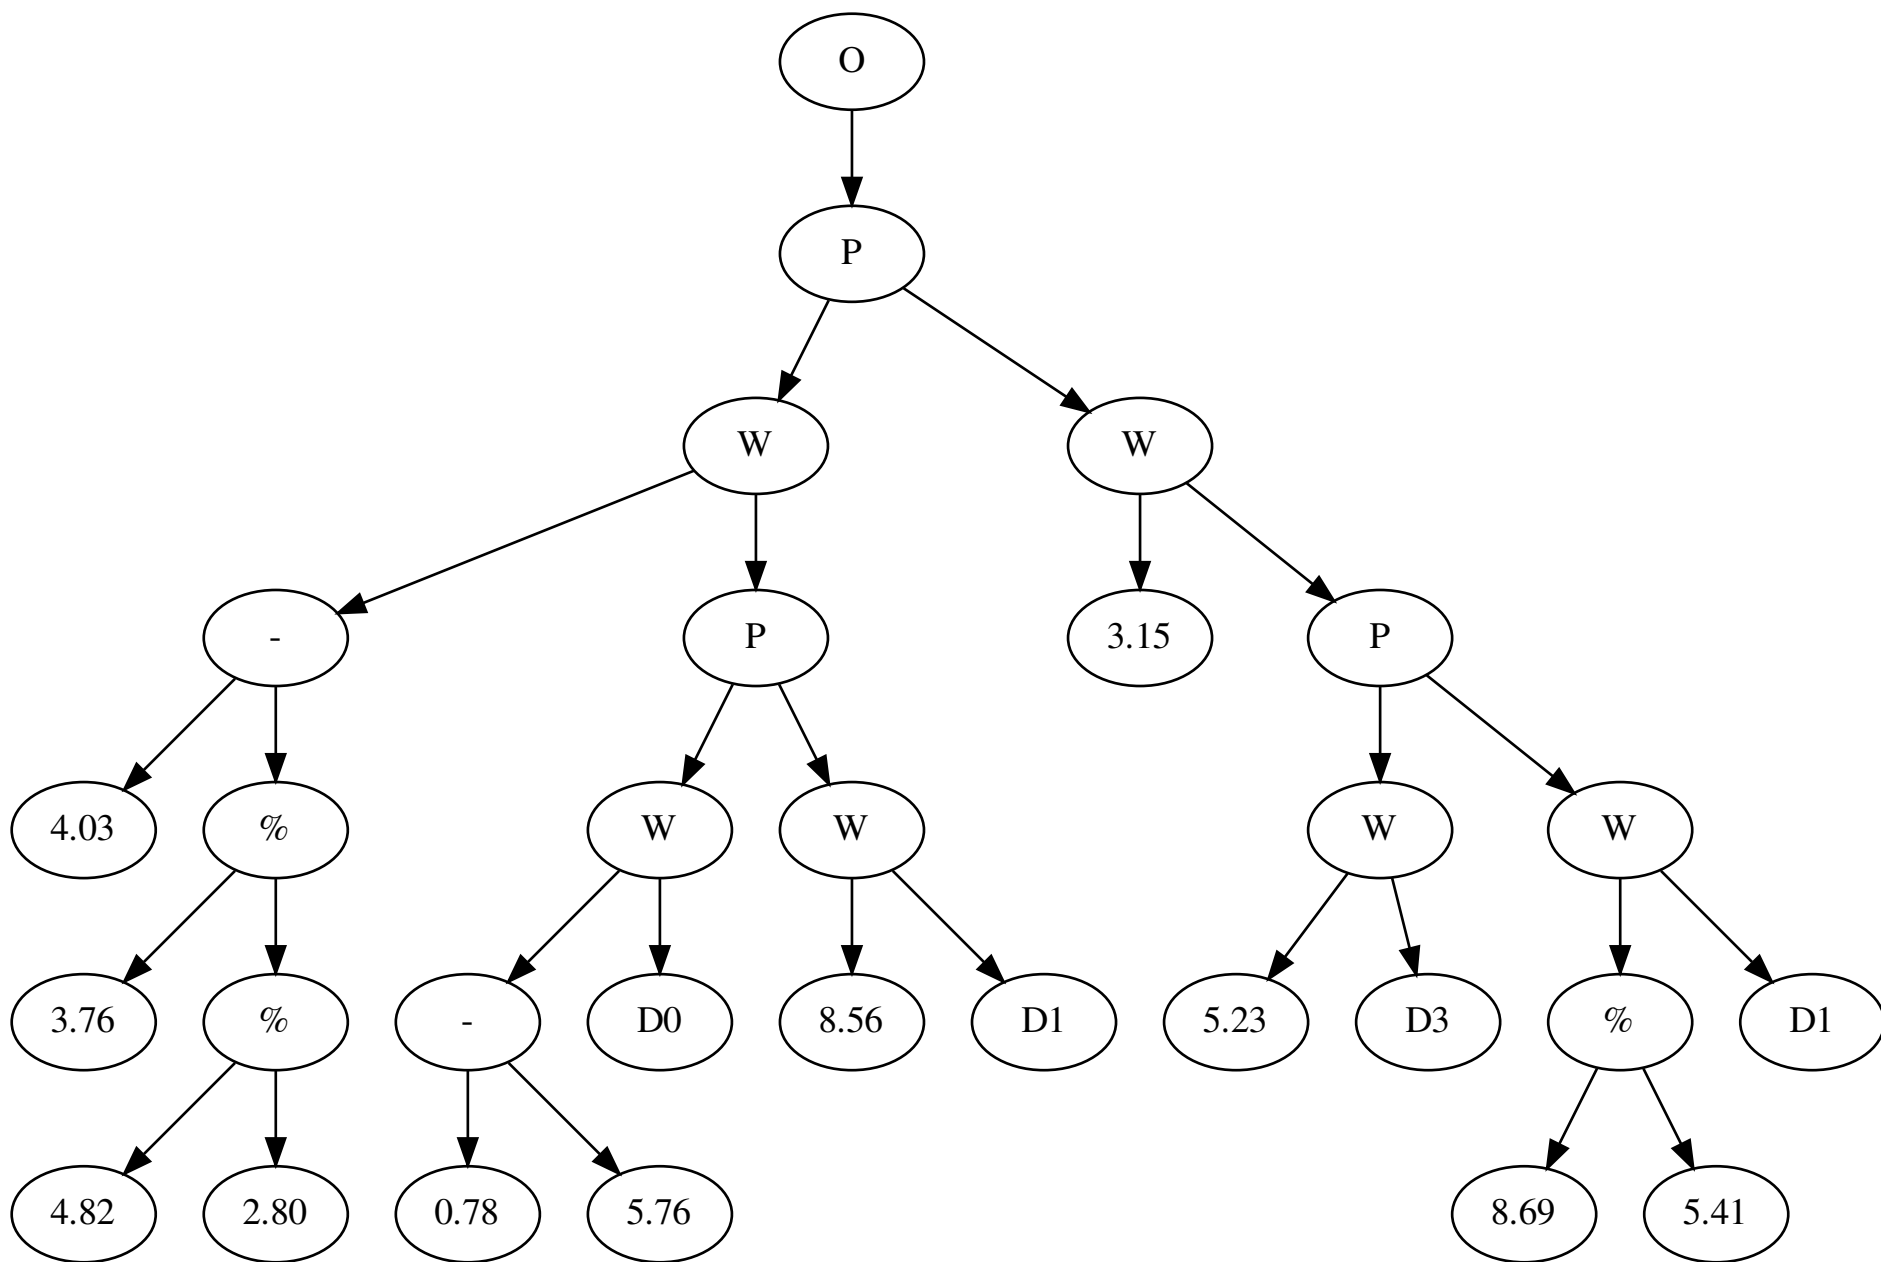 O
P
W W
- P 3.15 P
4.03 % W W W W
3.76 % - D0 8.56 D1 5.23 D3 % D1
4.82 2.80 0.78 5.76 8.69 5.41